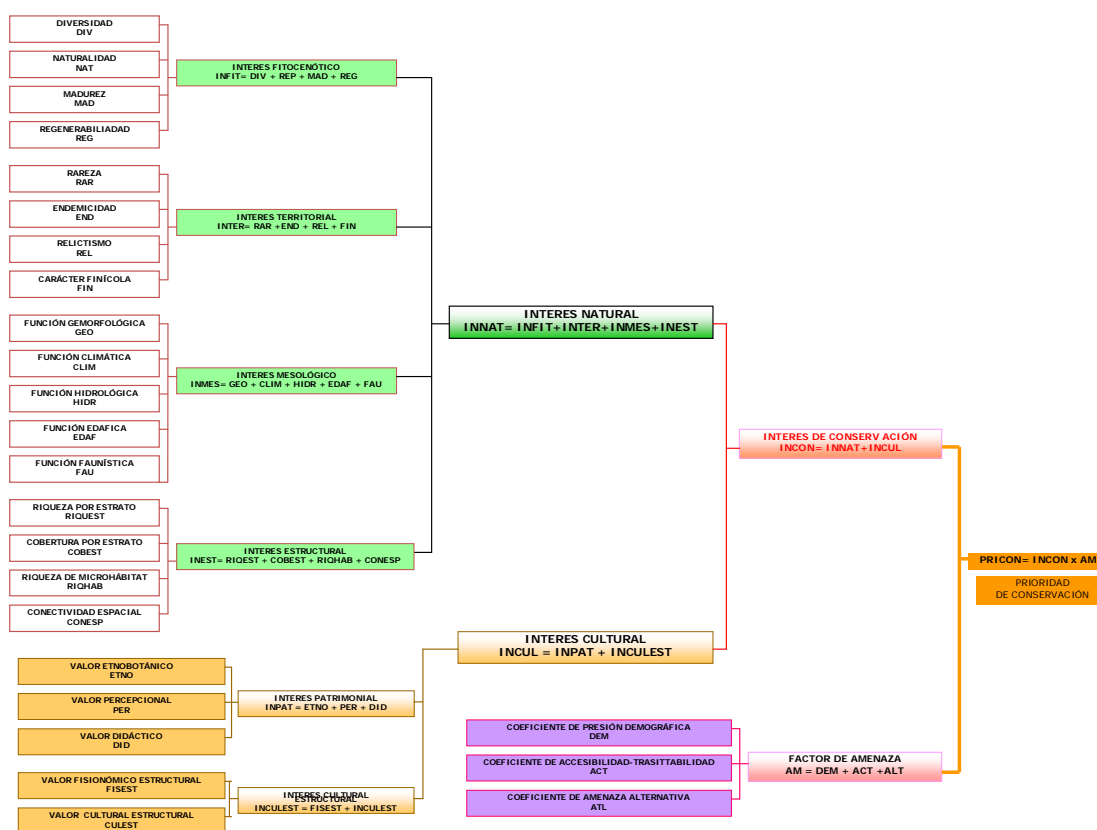 DIVERSIDAD
DIV
NATURALIDAD
NAT
MADUREZ
MAD
REGENERABILIADAD
REG
INTERES FITOCENÓTICO
INFIT= DIV + REP + MAD + REG
RAREZA
RAR
ENDEMICIDAD
END
RELICTISMO
REL
CARÁCTER FINÍCOLA
FIN
INTERES TERRITORIAL
INTER= RAR +END + REL + FIN
FUNCIÓN GEMORFOLÓGICA
GEO
FUNCIÓN CLIMÁTICA
CLIM
FUNCIÓN HIDROLÓGICA
HIDR
FUNCIÓN EDAFICA
EDAF
FUNCIÓN FAUNÍSTICA
FAU
INTERES MESOLÓGICO
INMES= GEO + CLIM + HIDR + EDAF + FAU
RIQUEZA POR ESTRATO
RIQUEST
COBERTURA POR ESTRATO
COBEST
RIQUEZA DE MICROHÁBITAT
RIQHAB
CONECTIVIDAD ESPACIAL
CONESP
INTERES ESTRUCTURAL
INEST= RIQEST + COBEST + RIQHAB + CONESP
INTERES NATURAL
INNAT= INFIT+INTER+INMES+INEST
VALOR ETNOBOTÁNICO
ETNO
VALOR PERCEPCIONAL
PER
VALOR DIDÁCTICO
DID
INTERES PATRIMONIAL
INPAT = ETNO + PER + DID
VALOR FISIONÓMICO ESTRUCTURAL
FISEST
VALOR CULTURAL ESTRUCTURAL
CULEST
INTERES CULTURAL
ESTRUCTURAL
INCULEST = FISEST + INCULEST
INTERES CULTURAL
INCUL = INPAT + INCULEST
INTERES DE CONSERVACIÓN
INCON= INNAT+INCUL
COEFICIENTE DE PRESIÓN DEMOGRÁFICA
DEM
COEFICIENTE DE ACCESIBILIDAD-TRASITTABILIDAD
ACT
COEFICIENTE DE AMENAZA ALTERNATIVA
ATL
FACTOR DE AMENAZA
AM = DEM + ACT +ALT
PRICON= INCON x AM
PRIORIDAD
DE CONSERVACIÓN